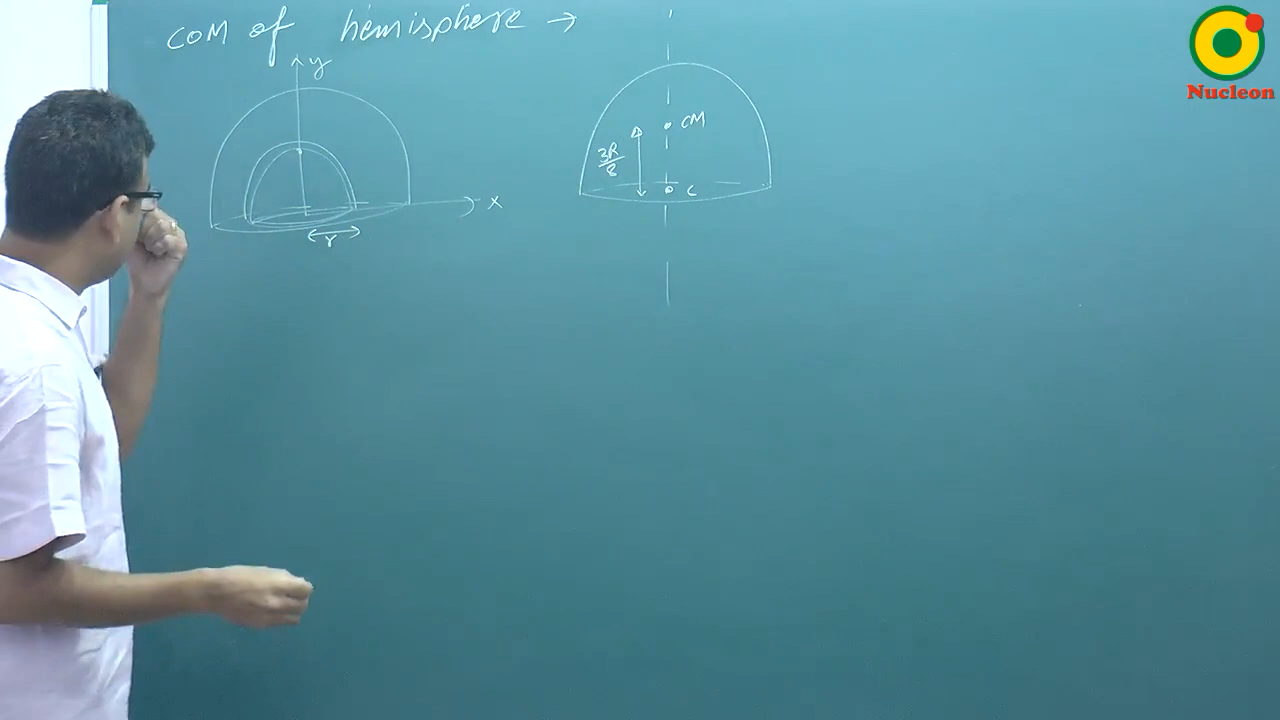 COM of hemisphere →
y
x
r
CM
3R/8
C
Nucleon